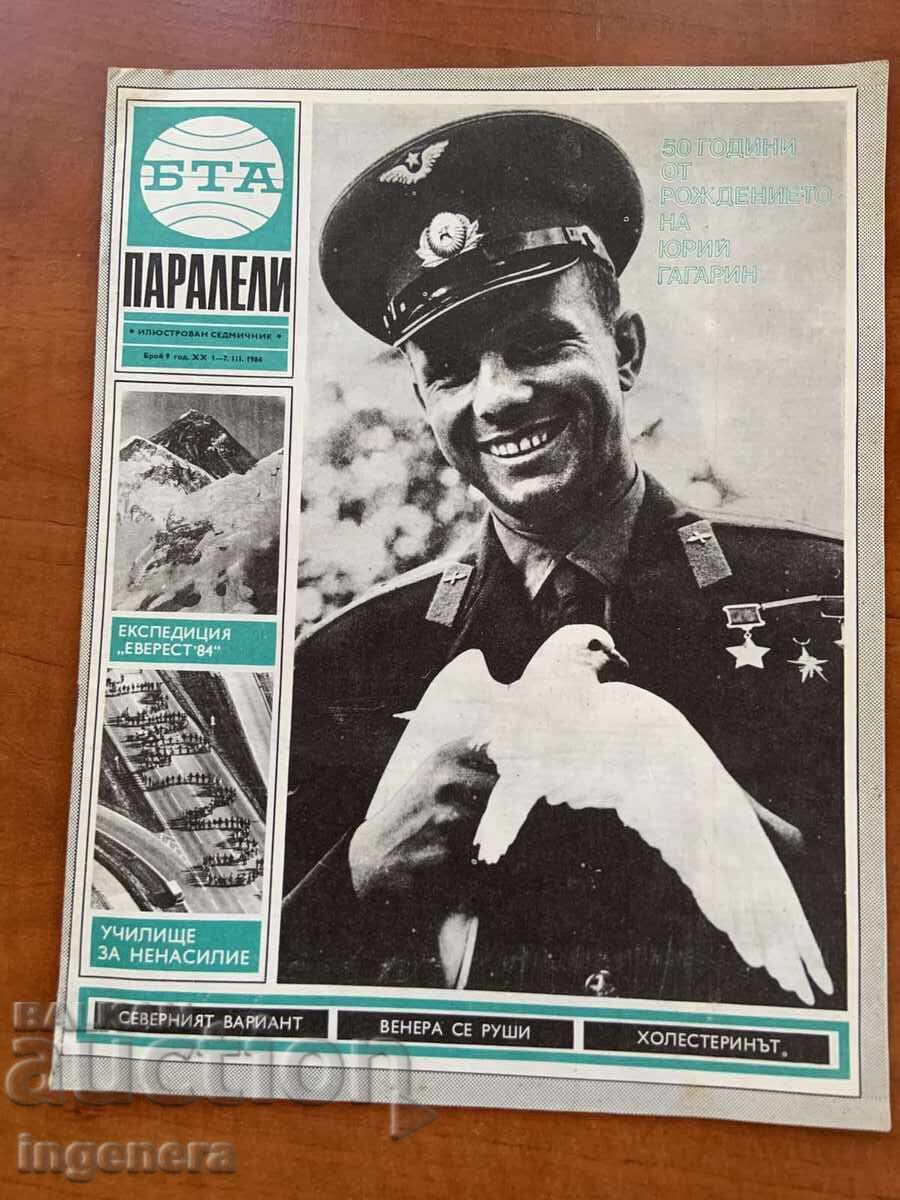 БТА
ПАРАЛЕЛИ
• ИЛЮСТРОВАН СЕДМИЧНИК •
Брой 9 год. XX 1—7. III. 1984
50 ГОДИНИ
ОТ
РОЖДЕНИЕТО
НА
ЮРИЙ
ГАГАРИН
ЕКСПЕДИЦИЯ
„ЕВЕРЕСТ'84“
УЧИЛИЩЕ
ЗА НЕНАСИЛИЕ
СЕВЕРНИЯТ ВАРИАНТ
ВЕНЕРА СЕ РУШИ
ХОЛЕСТЕРИНЪТ
BALKAN
auction
ingenera